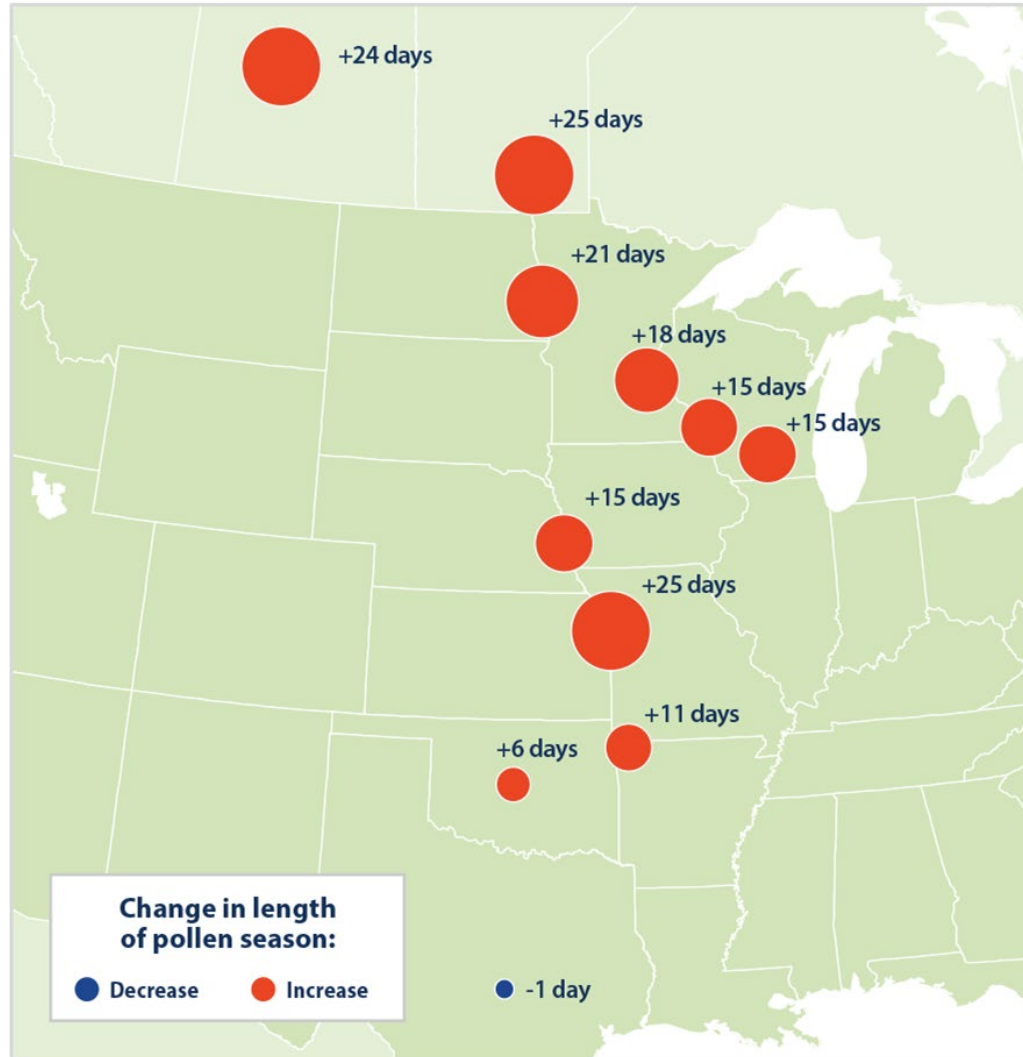 +24 days
+25 days
+21 days
+18 days
+15 days
+15 days
+15 days
+25 days
+11 days
+6 days
Change in length
of pollen season:
Decrease
Increase
-1 day